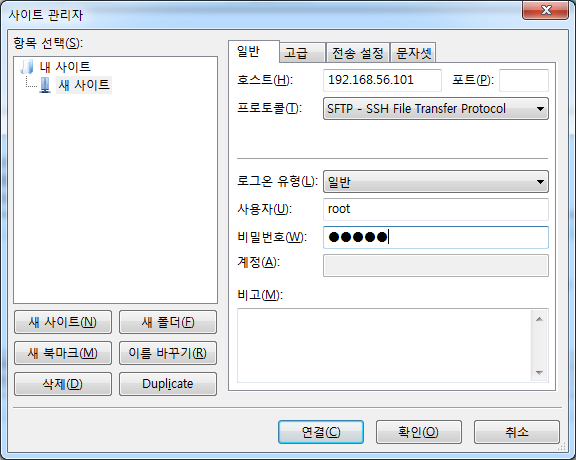 사이트 관리자
항목 선택(S):
내 사이트
새 사이트
새 사이트(N) 새 폴더(F)
새 북마크(M) 이름 바꾸기(R)
삭제(D) Duplicate
일반 고급 전송 설정 문자셋
호스트(H): 192.168.56.101 포트(P):
프로토콜(T): SFTP - SSH File Transfer Protocol
로그온 유형(L): 일반
사용자(U): root
비밀번호(W): ●●●●●
계정(A):
비고(M):
연결(C) 확인(O) 취소